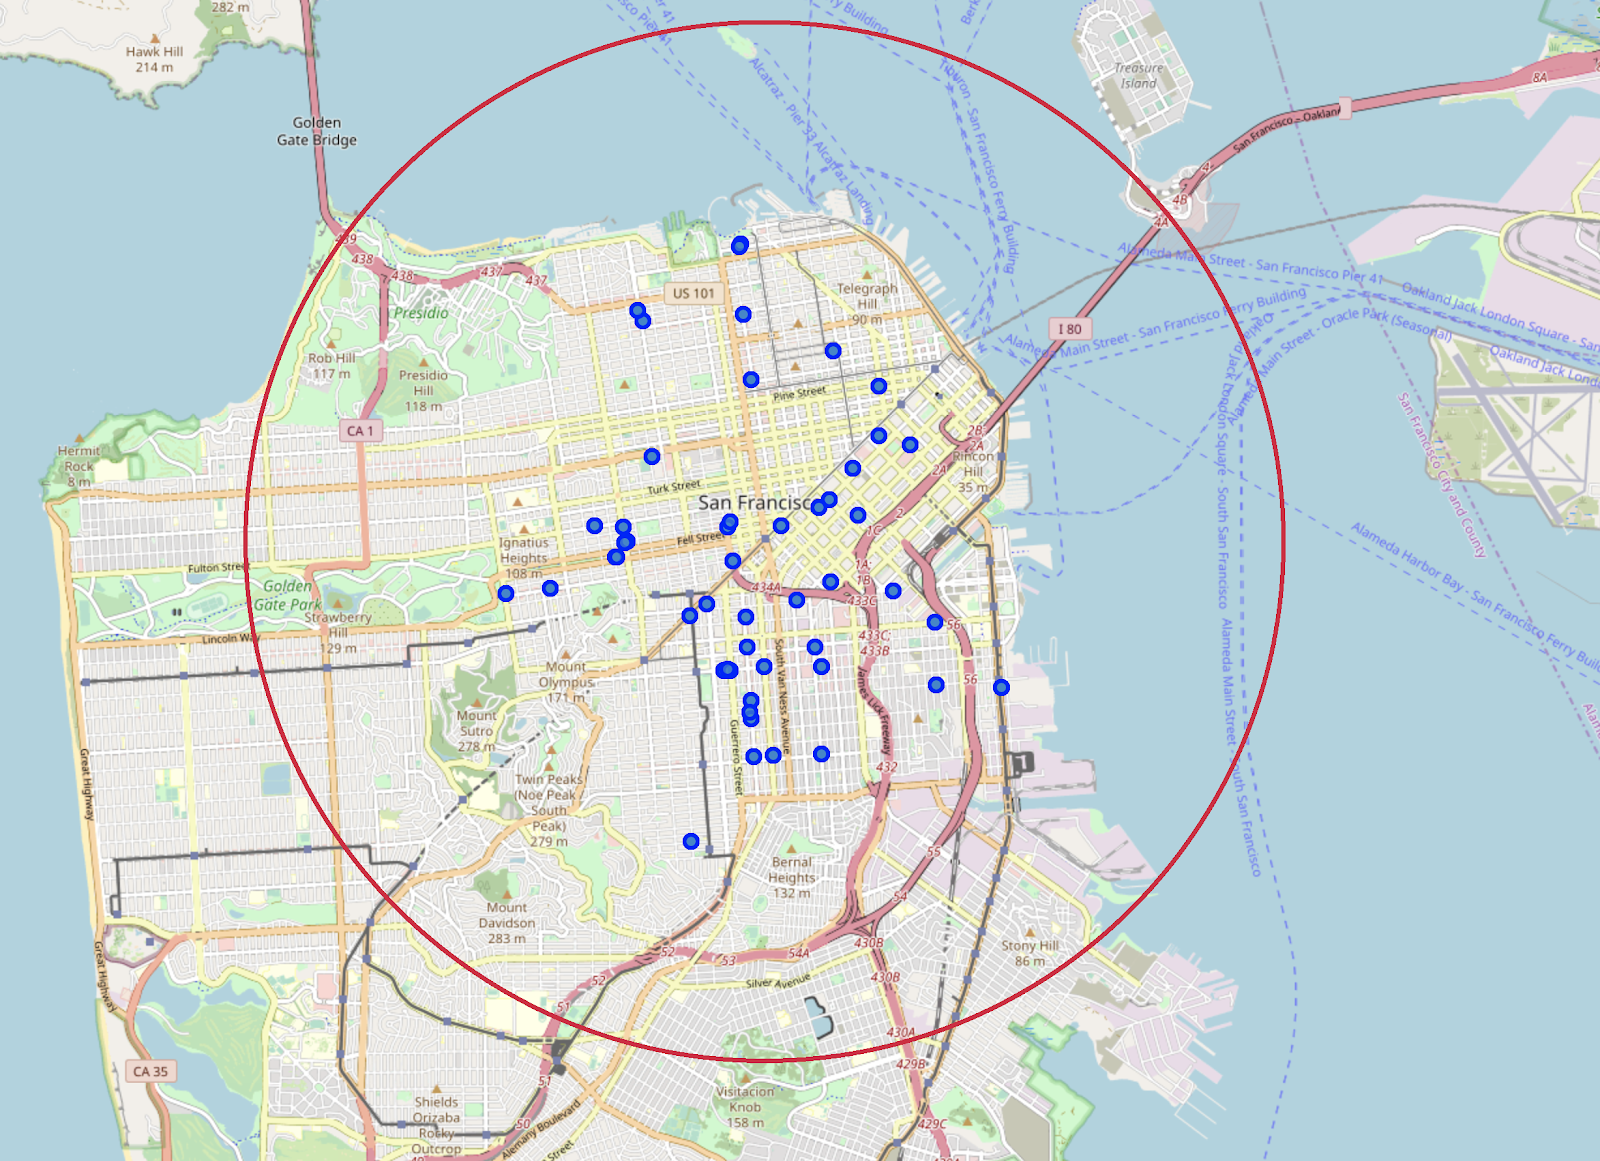 282 m
Hawk Hill
214 m
Golden
Gate Bridge
Pier 41
Building
Alcatraz - Pier 33 Alcatraz Landing
Tiburon - San Francisco Ferry Building
Treasure
Island
8A
San Francisco - Oakland
4
4B
4A
439
438
438
437
437
US 101
Telegraph
Hill
90 m
Presidio
Rob Hill
117 m
Presidio
Hill
118 m
Alameda Main Street - San Francisco Pier 41
Alameda Main Street - San Francisco Ferry Building
Oakland Jack London Square - San
Alameda Main Street - Oracle Park (Seasonal)
Oakland Jack London
I 80
CA 1
Pine Street
Hermit
Rock
8 m
2B
2A
2A
Rincon
Hill
35 m
Turk Street
San Francisco
San Francisco City and County
2
1C
Ignatius
Heights
108 m
Fell Street
Fulton Street
Golden
Gate Park
Strawberry
Hill
129 m
Lincoln Way
434A
1A;
1B
433C
433C;
433B
56
56
Alameda Harbor Bay - San Francisco Ferry
Oakland Jack London Square - South San Francisco
Alameda Main Street - South San Francisco
Mount
Olympus
171 m
Mount
Sutro
278 m
South Van Ness Avenue
James Lick Freeway
Guerrero Street
Great Highway
Twin Peaks
(Noe Peak /
South
Peak)
279 m
432
Bernal
Heights
132 m
55
54
Mount
Davidson
283 m
Great Highway
52
53
54A
430B
52
51
Silver Avenue
430B
Stony Hill
86 m
430A
429B
CA 35
51
Shields
Orizaba
Rocky
Outcrop
50
Alemany Boulevard
Street
Visitacion
Knob
158 m
429C